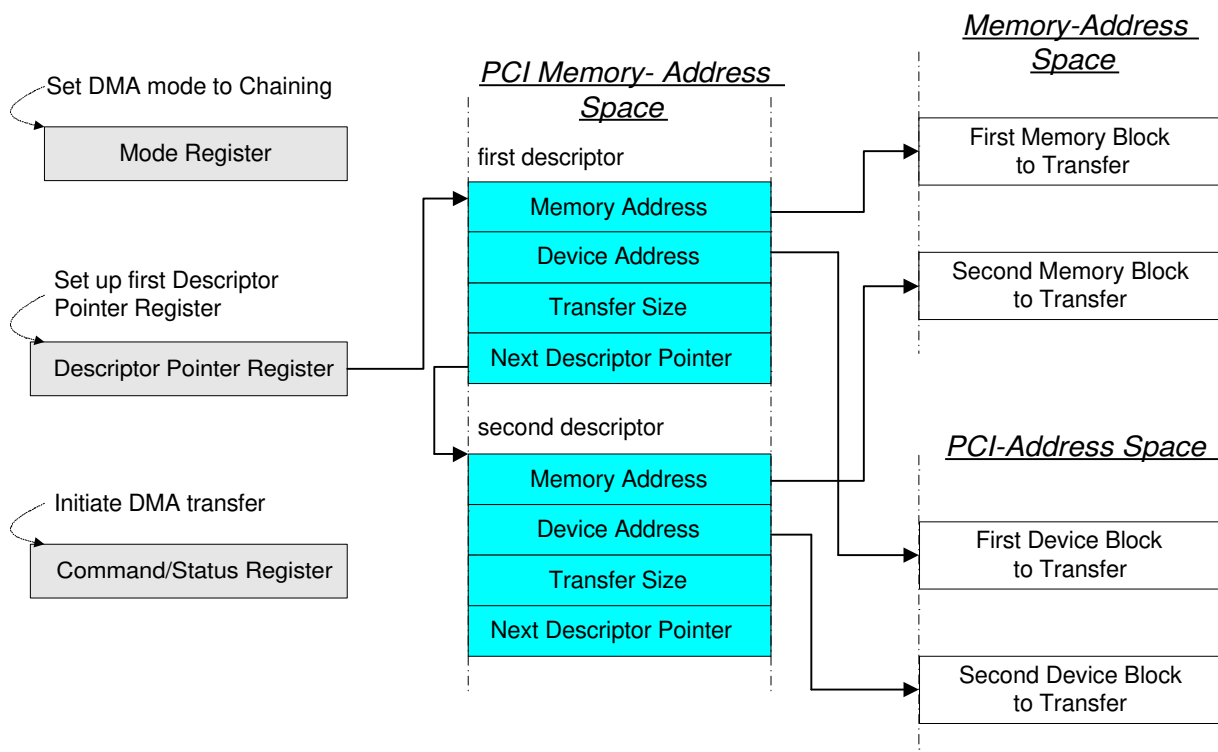 Set DMA mode to Chaining
Mode Register
Set up first Descriptor
Pointer Register
Descriptor Pointer Register
Initiate DMA transfer
Command/Status Register
PCI Memory- Address
Space
first descriptor
Memory Address
Device Address
Transfer Size
Next Descriptor Pointer
second descriptor
Memory Address
Device Address
Transfer Size
Next Descriptor Pointer
Memory-Address
Space
First Memory Block
to Transfer
Second Memory Block
to Transfer
PCI-Address Space
First Device Block
to Transfer
Second Device Block
to Transfer